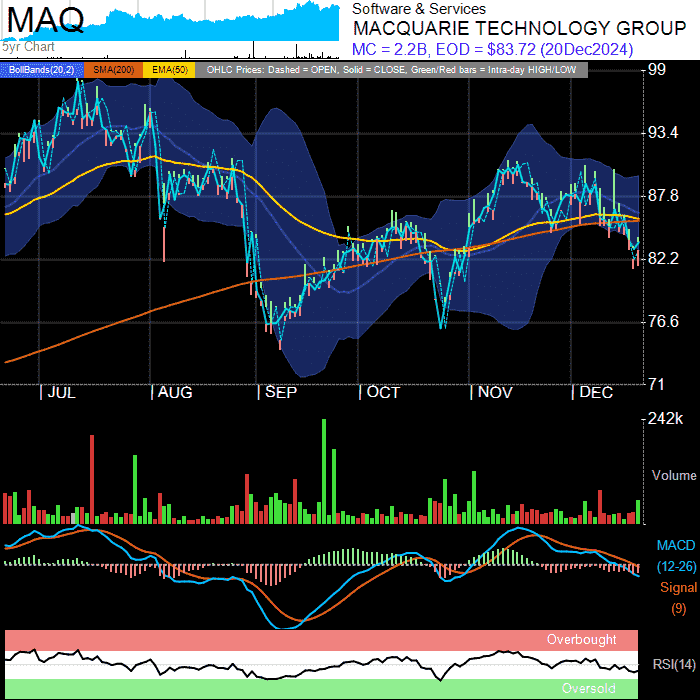 MAQ
5yr Chart
Software & Services
MACQUARIE TECHNOLOGY GROUP
MC = 2.2B, EOD = $83.72 (20Dec2024)
BollBands(20,2) SMA(200) EMA(50) OHLC Prices: Dashed = OPEN, Solid = CLOSE, Green/Red bars = Intra-day HIGH/LOW
99
93.4
87.8
82.2
76.6
71
| JUL | AUG | SEP | OCT | NOV | DEC
242k
Volume
MACD
(12-26)
Signal
(9)
Overbought
RSI(14)
Oversold